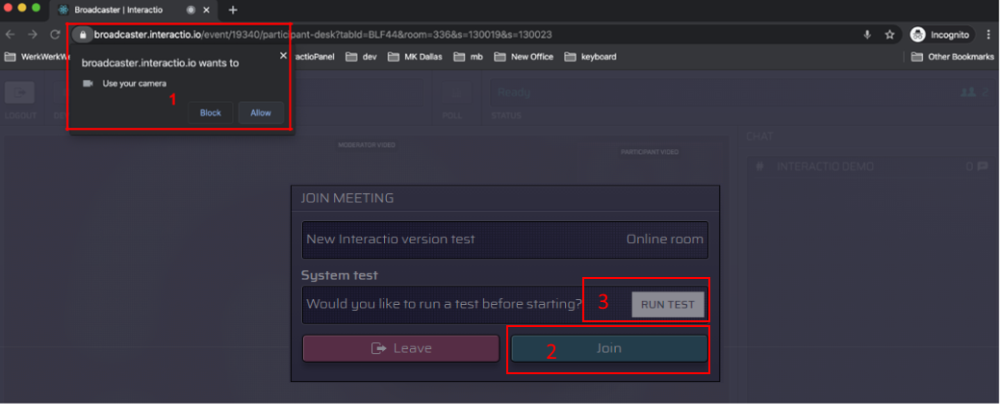 Broadcaster | Interactio
broadcaster.interactio.io/event/19340/participant-desk?tabId=BLF44&room=336&s=130019&s=130023
Incognito
WerkWerkW
actioPanel
dev
MK Dallas
mb
New Office
keyboard
Other Bookmarks
broadcaster.interactio.io wants to
Use your camera
1
Block
Allow
Ready
2
LOGOUT
POLL
STATUS
CHAT
MODERATOR VIDEO
PARTICIPANT VIDEO
# INTERACTIO DEMO 0
JOIN MEETING
New Interactio version test Online room
System test
Would you like to run a test before starting? 3 RUN TEST
Leave
2 Join